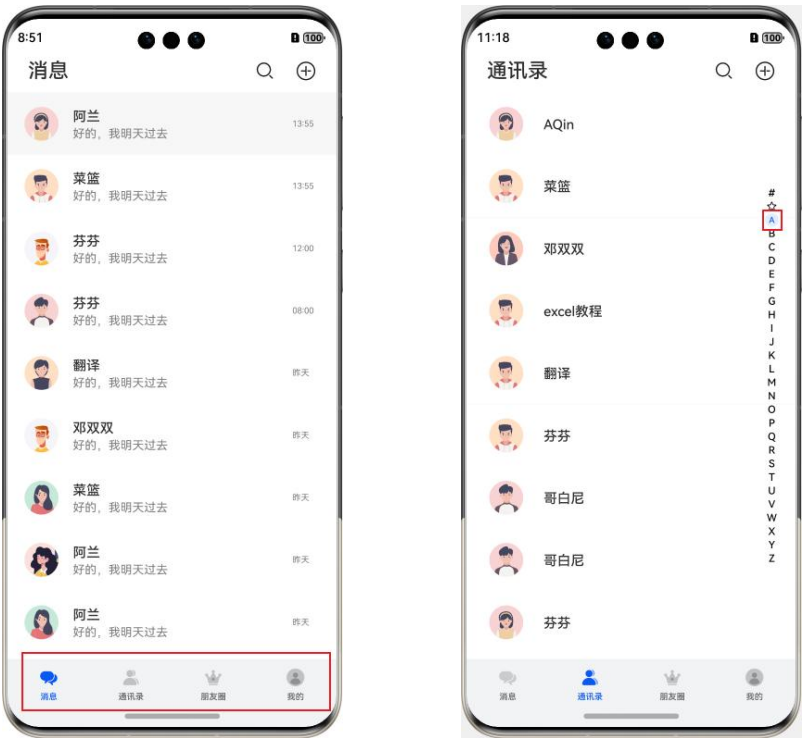 8:51
100
消息
阿兰
好的，我明天过去
13:55
菜篮
好的，我明天过去
13:55
芬芬
好的，我明天过去
12:00
芬芬
好的，我明天过去
08:00
翻译
好的，我明天过去
昨天
邓双双
好的，我明天过去
昨天
菜篮
好的，我明天过去
昨天
阿兰
好的，我明天过去
昨天
阿兰
好的，我明天过去
昨天
消息 通讯录 朋友圈 我的
11:18
100
通讯录
AQin
菜篮
邓双双
excel教程
翻译
芬芬
哥白尼
哥白尼
芬芬
#
A
B
C
D
E
F
G
H
I
J
K
L
M
N
O
P
Q
R
S
T
U
V
W
X
Y
Z
消息 通讯录 朋友圈 我的